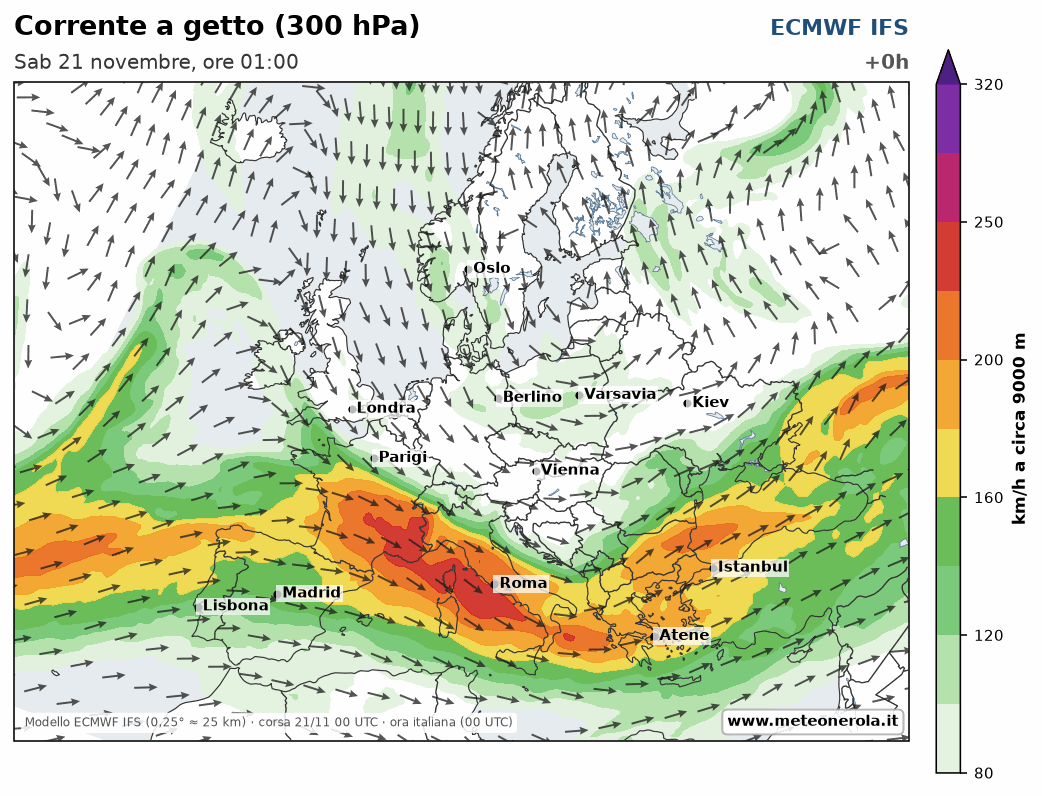 Corrente a getto (300 hPa)
ECMWF IFS
Sab 21 novembre, ore 01:00
+0h
320
250
200
160
120
80
km/h a circa 9000 m
Oslo
Berlino
Varsavia
Kiev
Londra
Parigi
Vienna
Istanbul
Roma
Madrid
Lisbona
Atene
Modello ECMWF IFS (0,25° ≈ 25 km) · corsa 21/11 00 UTC · ora italiana (00 UTC)
www.meteonerola.it